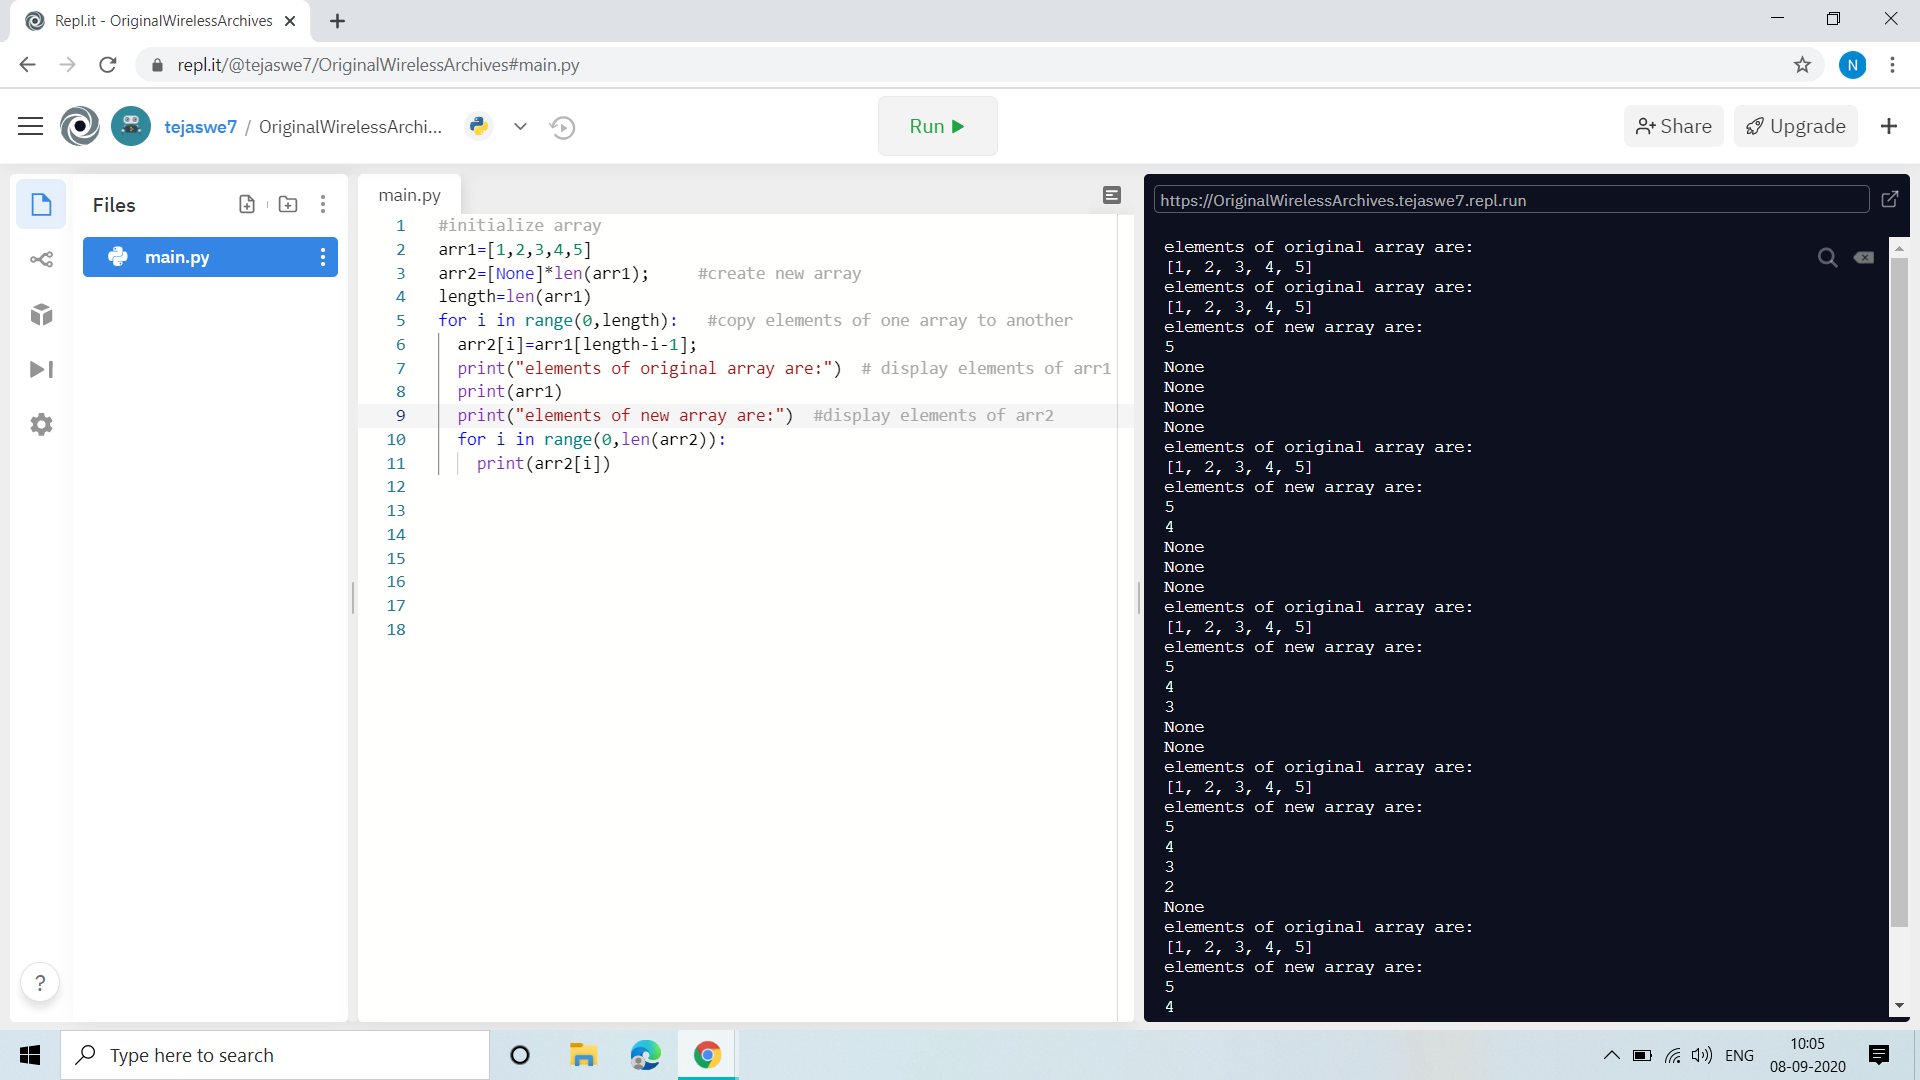 Repl.it - OriginalWirelessArchives
repl.it/@tejaswe7/OriginalWirelessArchives#main.py
N
tejaswe7 / OriginalWirelessArchi...
Run
Share
Upgrade
Files
main.py
main.py
1 #initialize array
2 arr1=[1,2,3,4,5]
3 arr2=[None]*len(arr1); #create new array
4 length=len(arr1)
5 for i in range(0,length): #copy elements of one array to another
6 arr2[i]=arr1[length-i-1];
7 print("elements of original array are:") # display elements of arr1
8 print(arr1)
9 print("elements of new array are:") #display elements of arr2
10 for i in range(0,len(arr2)):
11 print(arr2[i])
12
13
14
15
16
17
18
https://OriginalWirelessArchives.tejaswe7.repl.run
elements of original array are:
[1, 2, 3, 4, 5]
elements of original array are:
[1, 2, 3, 4, 5]
elements of new array are:
5
None
None
None
None
elements of original array are:
[1, 2, 3, 4, 5]
elements of new array are:
5
4
None
None
None
elements of original array are:
[1, 2, 3, 4, 5]
elements of new array are:
5
4
3
None
None
elements of original array are:
[1, 2, 3, 4, 5]
elements of new array are:
5
4
3
2
None
elements of original array are:
[1, 2, 3, 4, 5]
elements of new array are:
5
4
?
Type here to search
ENG
10:05
08-09-2020